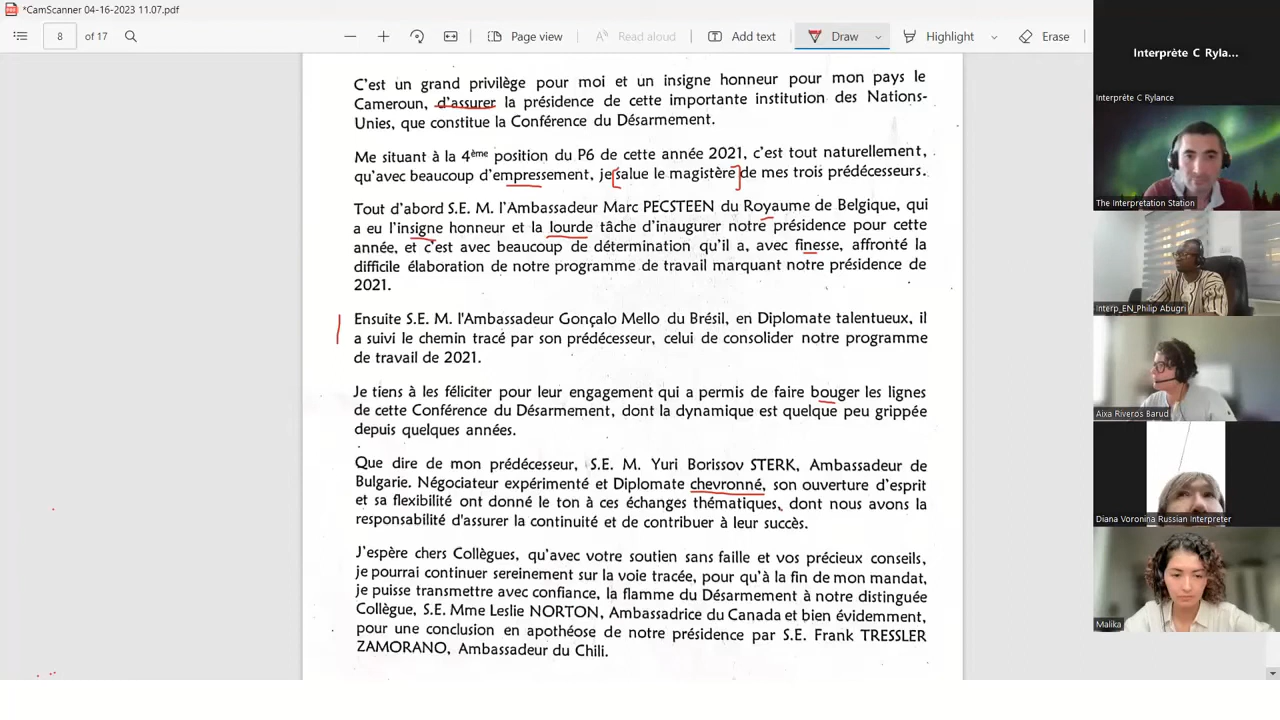 *CamScanner 04-16-2023 11.07.pdf
8 of 17
Page view
Read aloud
Add text
Draw
Highlight
Erase
C'est un grand privilège pour moi et un insigne honneur pour mon pays le
Cameroun, d'assurer la présidence de cette importante institution des Nations-
Unies, que constitue la Conférence du Désarmement.
Me situant à la 4ème position du P6 de cette année 2021, c'est tout naturellement,
qu'avec beaucoup d'empressement, je salue le magistère de mes trois prédécesseurs.
Tout d'abord S.E. M. l'Ambassadeur Marc PECSTEEN du Royaume de Belgique, qui
a eu l'insigne honneur et la lourde tâche d'inaugurer notre présidence pour cette
année, et c'est avec beaucoup de détermination qu'il a, avec finesse, affronté la
difficile élaboration de notre programme de travail marquant notre présidence de
2021.
Ensuite S.E. M. l'Ambassadeur Gonçalo Mello du Brésil, en Diplomate talentueux, il
a suivi le chemin tracé par son prédécesseur, celui de consolider notre programme
de travail de 2021.
Je tiens à les féliciter pour leur engagement qui a permis de faire bouger les lignes
de cette Conférence du Désarmement, dont la dynamique est quelque peu grippée
depuis quelques années.
Que dire de mon prédécesseur, S.E. M. Yuri Borissov STERK, Ambassadeur de
Bulgarie. Négociateur expérimenté et Diplomate chevronné, son ouverture d'esprit
et sa flexibilité ont donné le ton à ces échanges thématiques, dont nous avons la
responsabilité d'assurer la continuité et de contribuer à leur succès.
J'espère chers Collègues, qu'avec votre soutien sans faille et vos précieux conseils,
je pourrai continuer sereinement sur la voie tracée, pour qu'à la fin de mon mandat,
je puisse transmettre avec confiance, la flamme du Désarmement à notre distinguée
Collègue, S.E. Mme Leslie NORTON, Ambassadrice du Canada et bien évidemment,
pour une conclusion en apothéose de notre présidence par S.E. Frank TRESSLER
ZAMORANO, Ambassadeur du Chili.
Interprète C Ryla...
Interprète C Rylance
The Interpretation Station
Interp_EN_Philip Abugri
Aixa Riveros Barud
Diana Voronina Russian interpreter
Malika